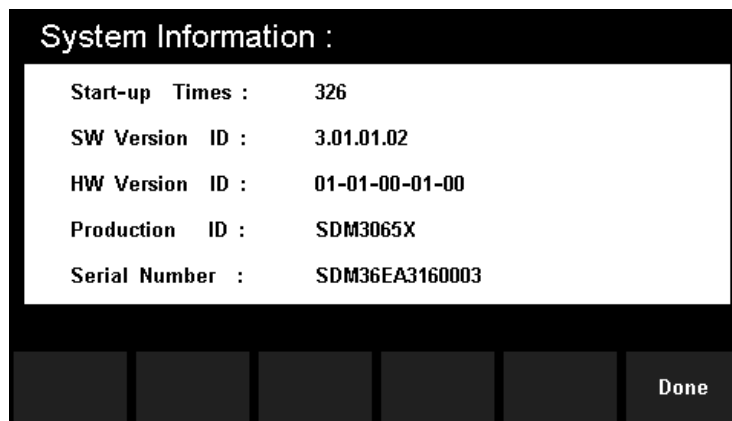 System Information :
Start-up Times : 326
SW Version ID : 3.01.01.02
HW Version ID : 01-01-00-01-00
Production ID : SDM3065X
Serial Number : SDM36EA3160003
Done